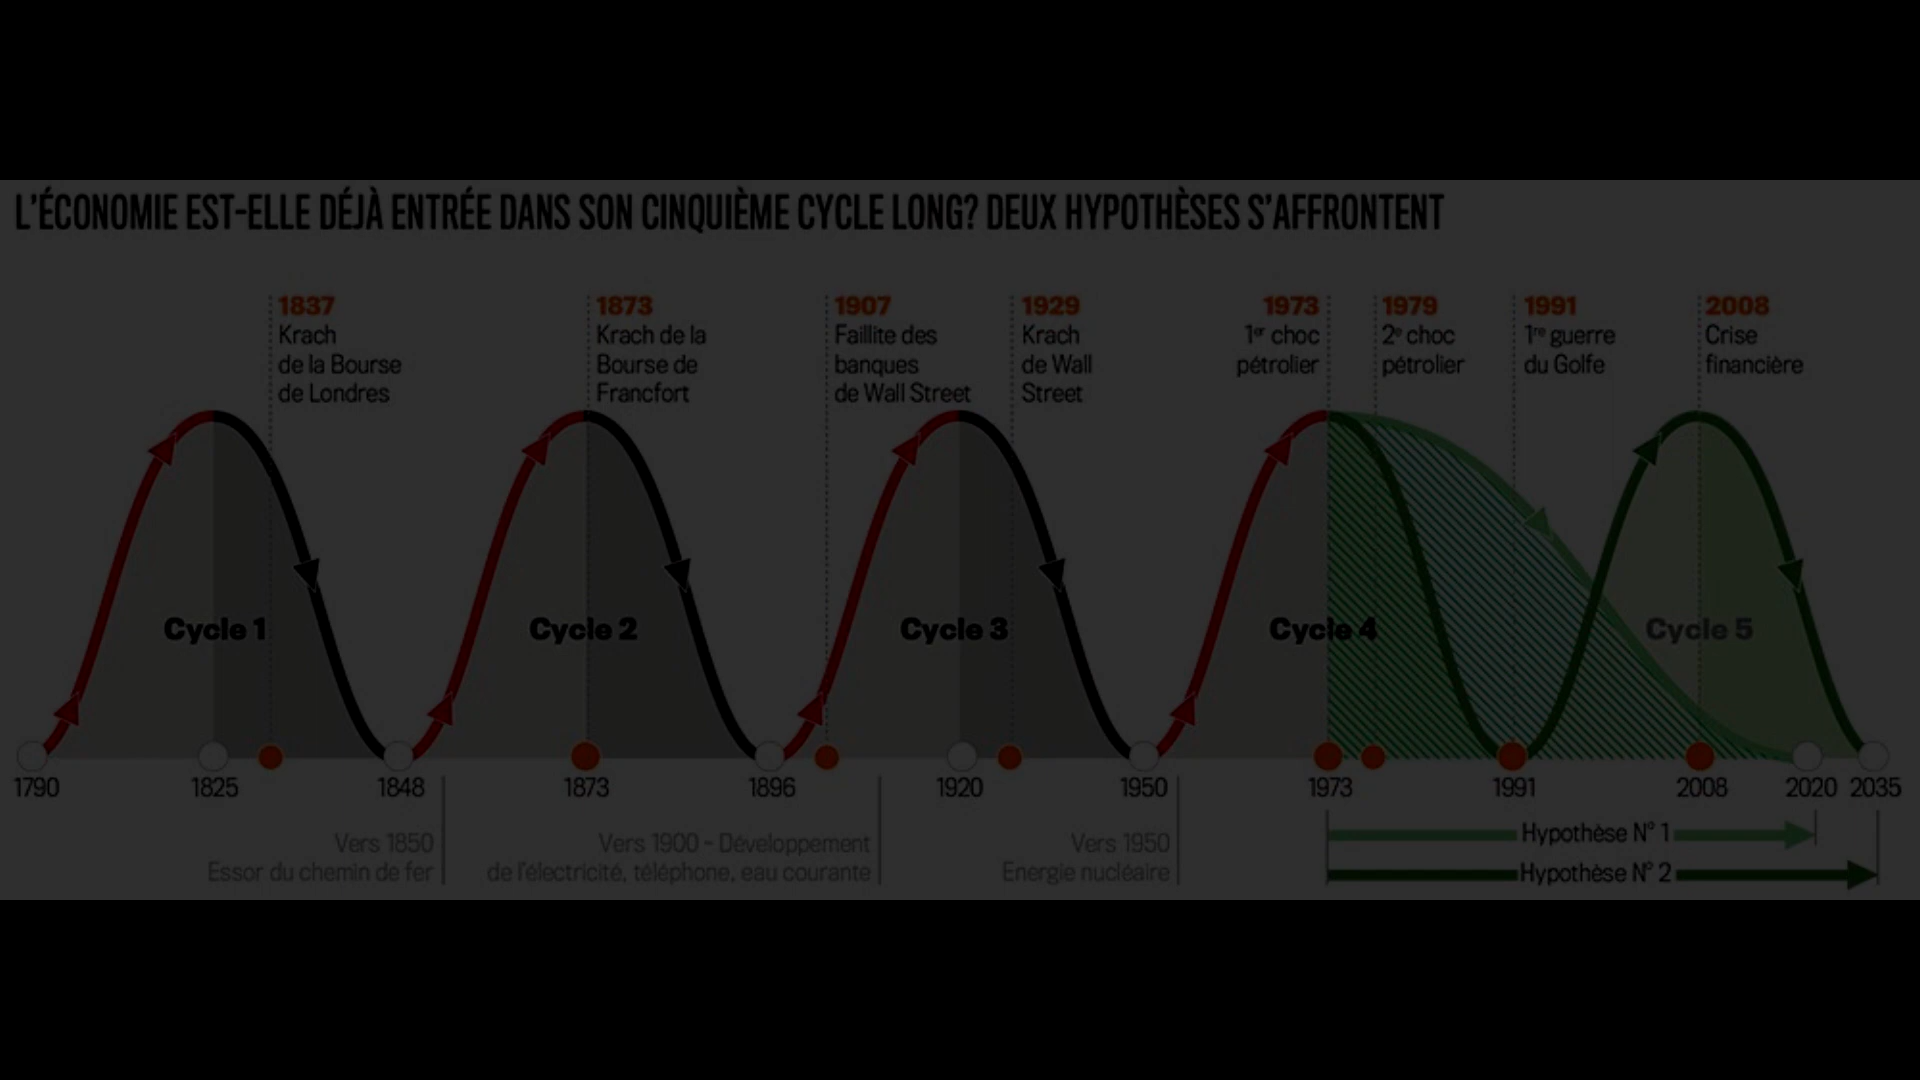 L'ÉCONOMIE EST-ELLE DÉJÀ ENTRÉE DANS SON CINQUIÈME CYCLE LONG? DEUX HYPOTHÈSES S'AFFRONTENT
1837
Krach
de la Bourse
de Londres
1873
Krach de la
Bourse de
Francfort
1907
Faillite des
banques
de Wall Street
1929
Krach
de Wall
Street
1973
1er choc
pétrolier
1979
2e choc
pétrolier
1991
1re guerre
du Golfe
2008
Crise
financière
Cycle 1
Cycle 2
Cycle 3
Cycle 4
Cycle 5
1790
1825
1848
1873
1896
1920
1950
1973
1991
2008
2020
2035
Vers 1850
Essor du chemin de fer
Vers 1900 - Développement
de l'électricité, téléphone, eau courante
Vers 1950
Energie nucléaire
Hypothèse N° 1
Hypothèse N° 2